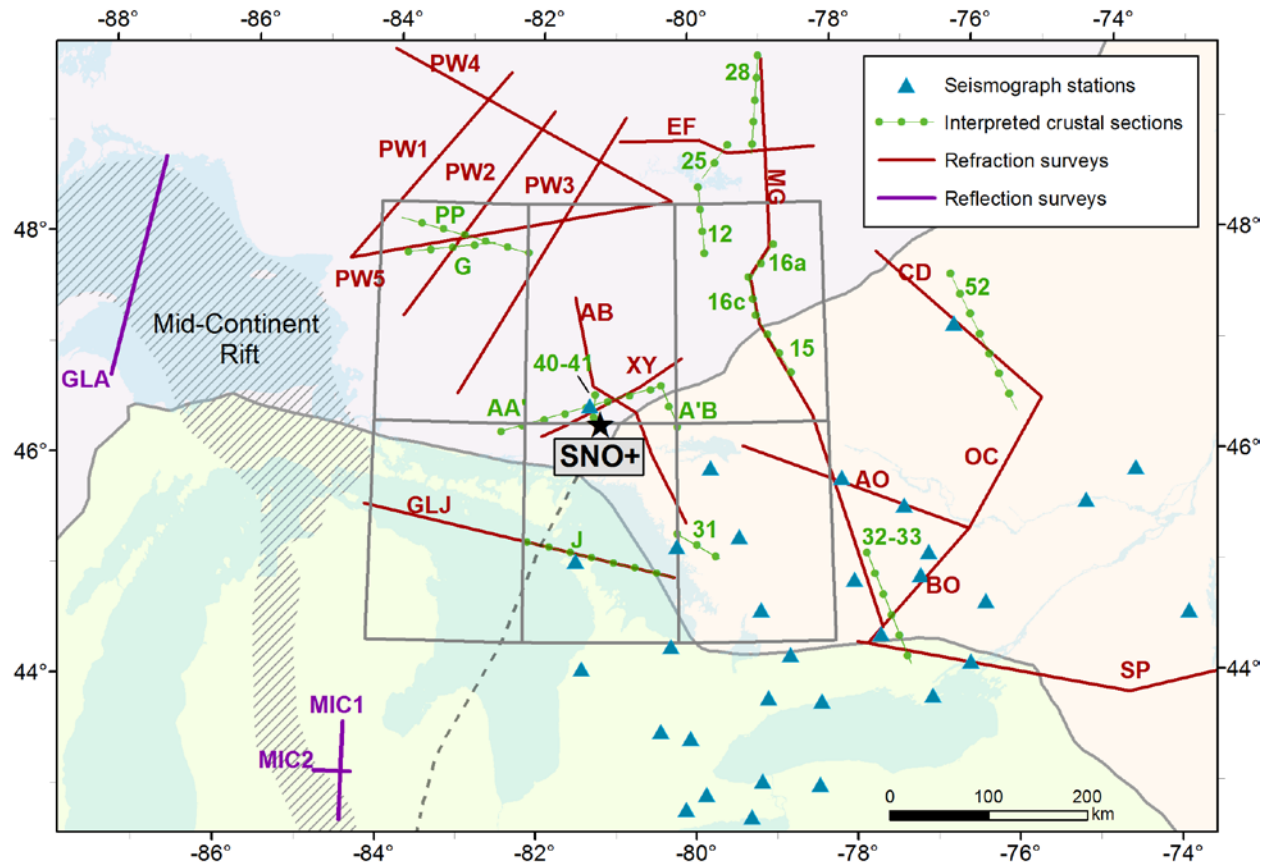 -88° -86° -84° -82° -80° -78° -76° -74°
PW4
28
Seismograph stations
Interpreted crustal sections
Refraction surveys
Reflection surveys
EF
PW1
PW2
PW3
25
MG
48°
48°
PP
12
G
PW5
16a
CD
52
16c
AB
Mid-Continent
Rift
15
40-41
XY
GLA
AA'
A'B
46°
46°
SNO+
OC
AO
GLJ
J
31
32-33
BO
44°
44°
SP
MIC1
MIC2
0 100 200
km
-86° -84° -82° -80° -78° -76° -74°